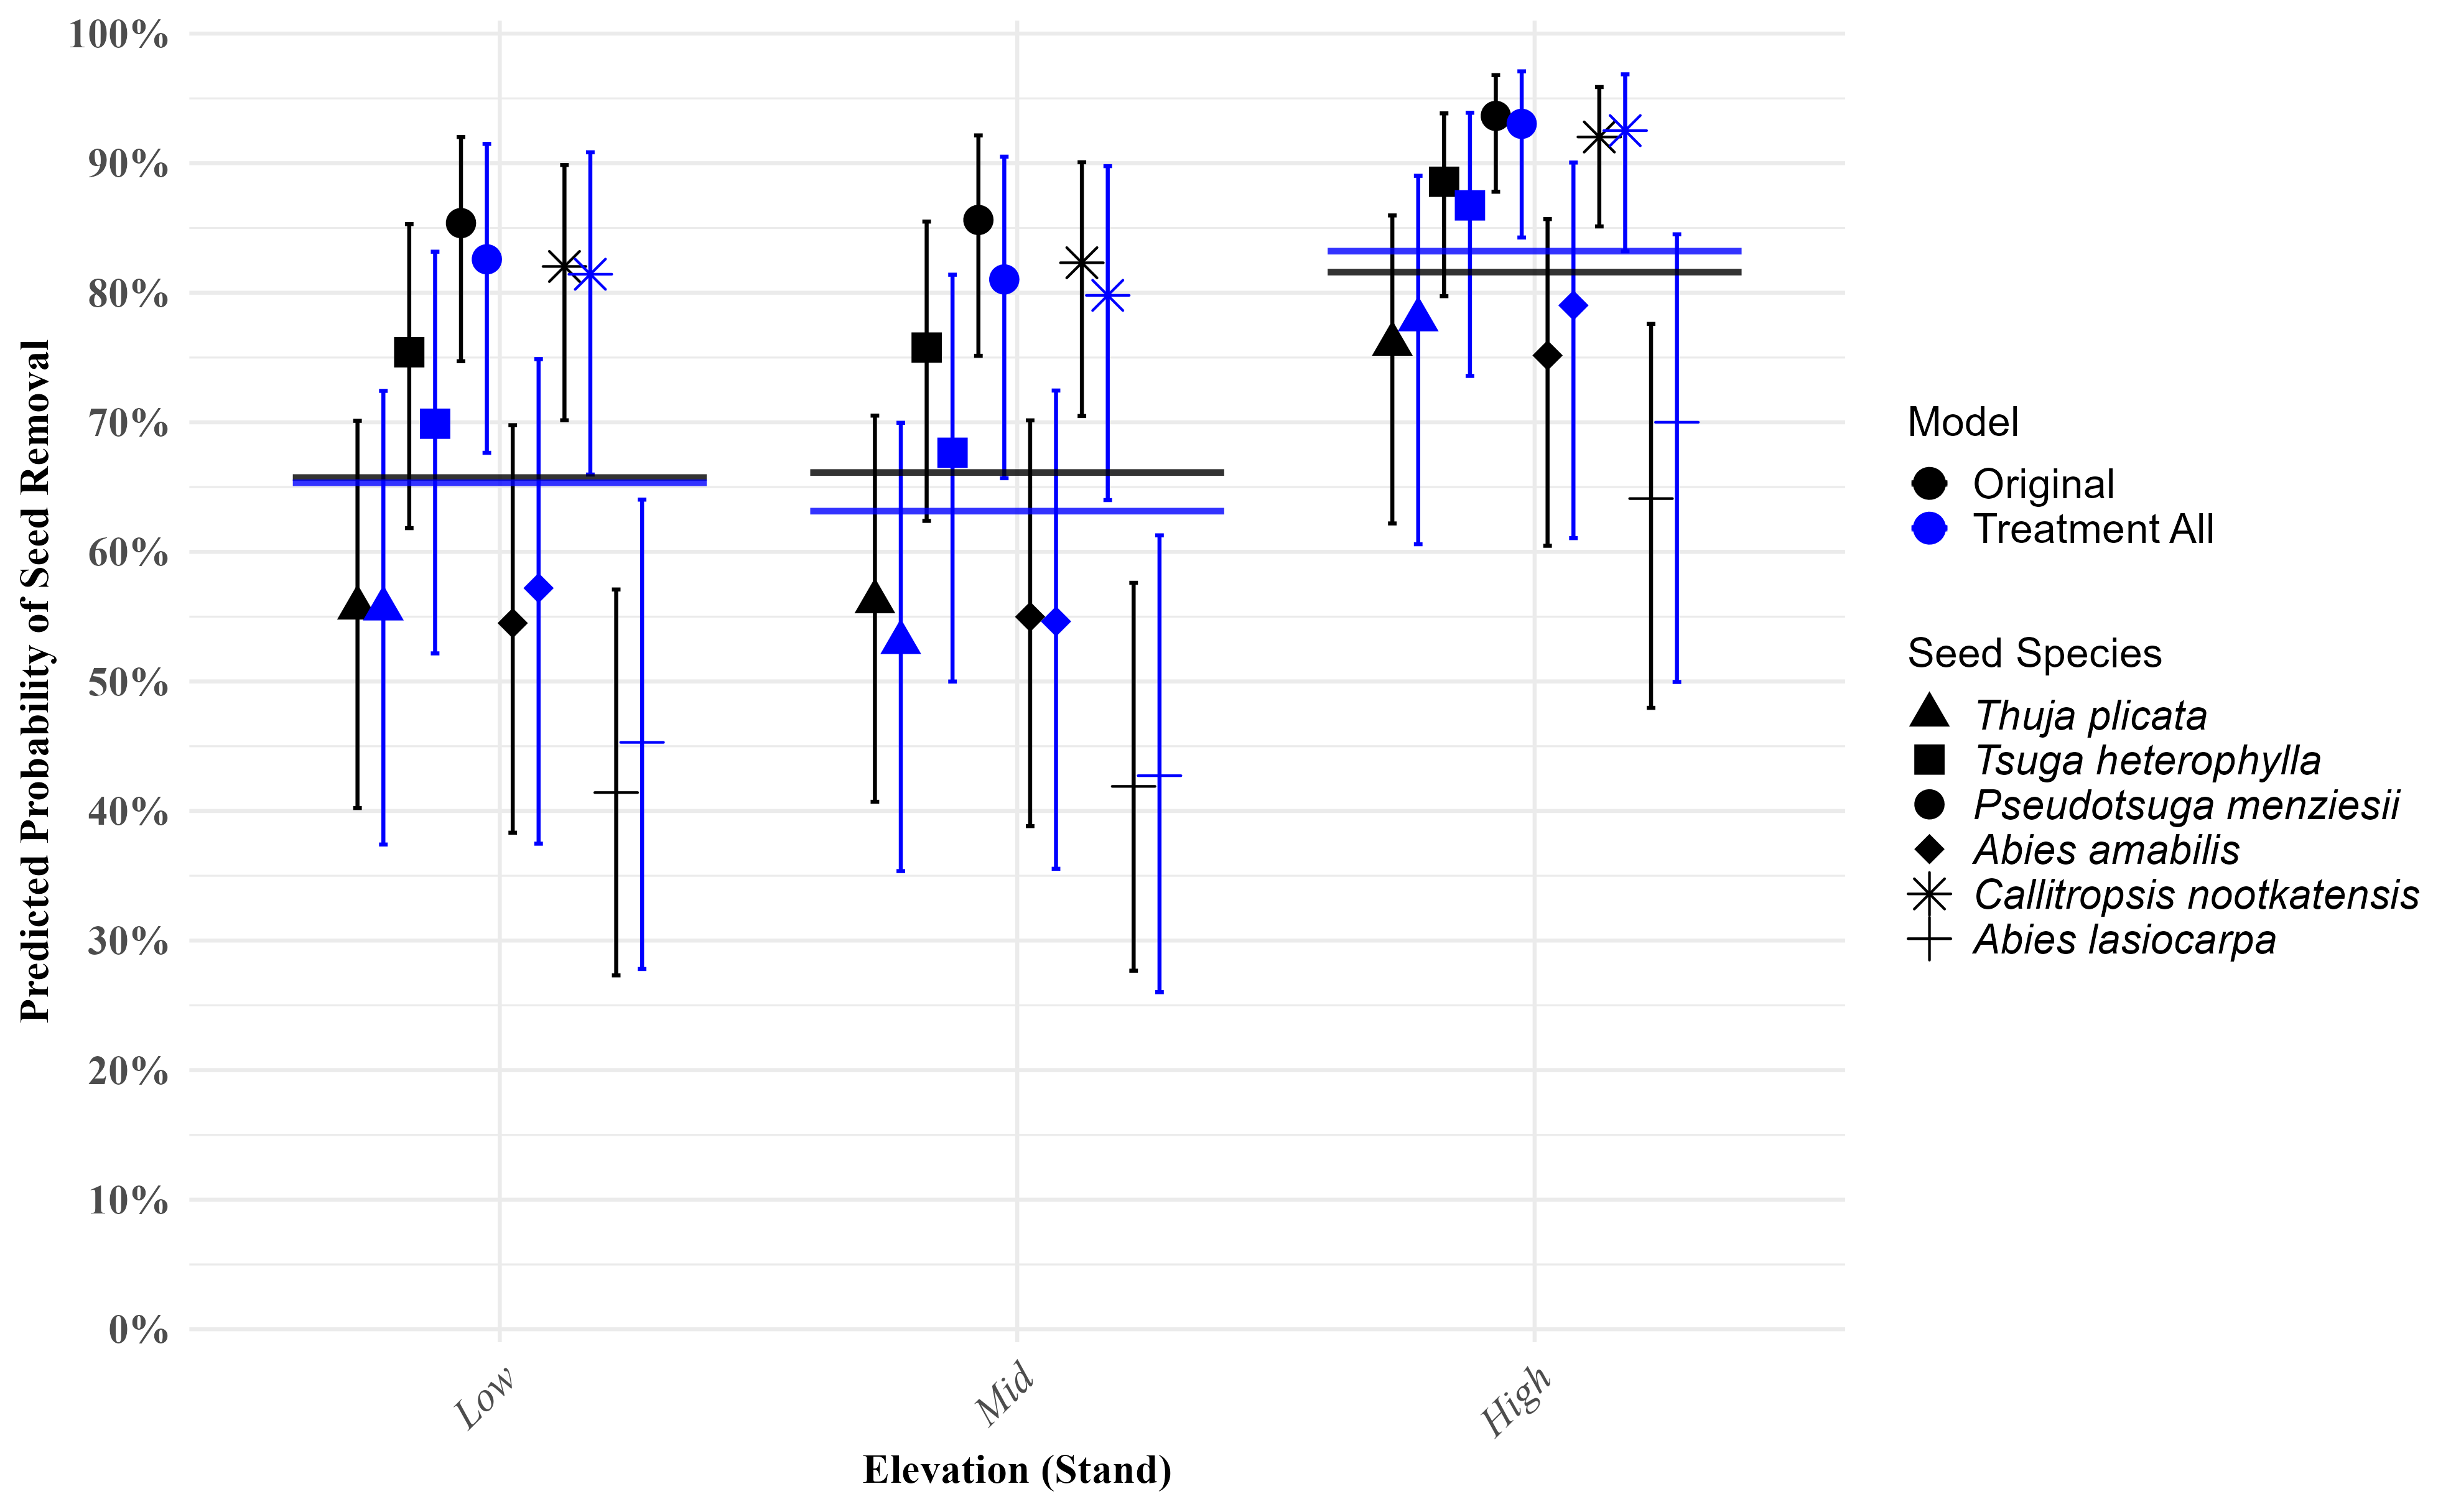 Predicted Probability of Seed Removal
100%
90%
80%
70%
60%
50%
40%
30%
20%
10%
0%
Low
Mid
High
Elevation (Stand)
Model
Original
Treatment All
Seed Species
Thuja plicata
Tsuga heterophylla
Pseudotsuga menziesii
Abies amabilis
Callitropsis nootkatensis
Abies lasiocarpa